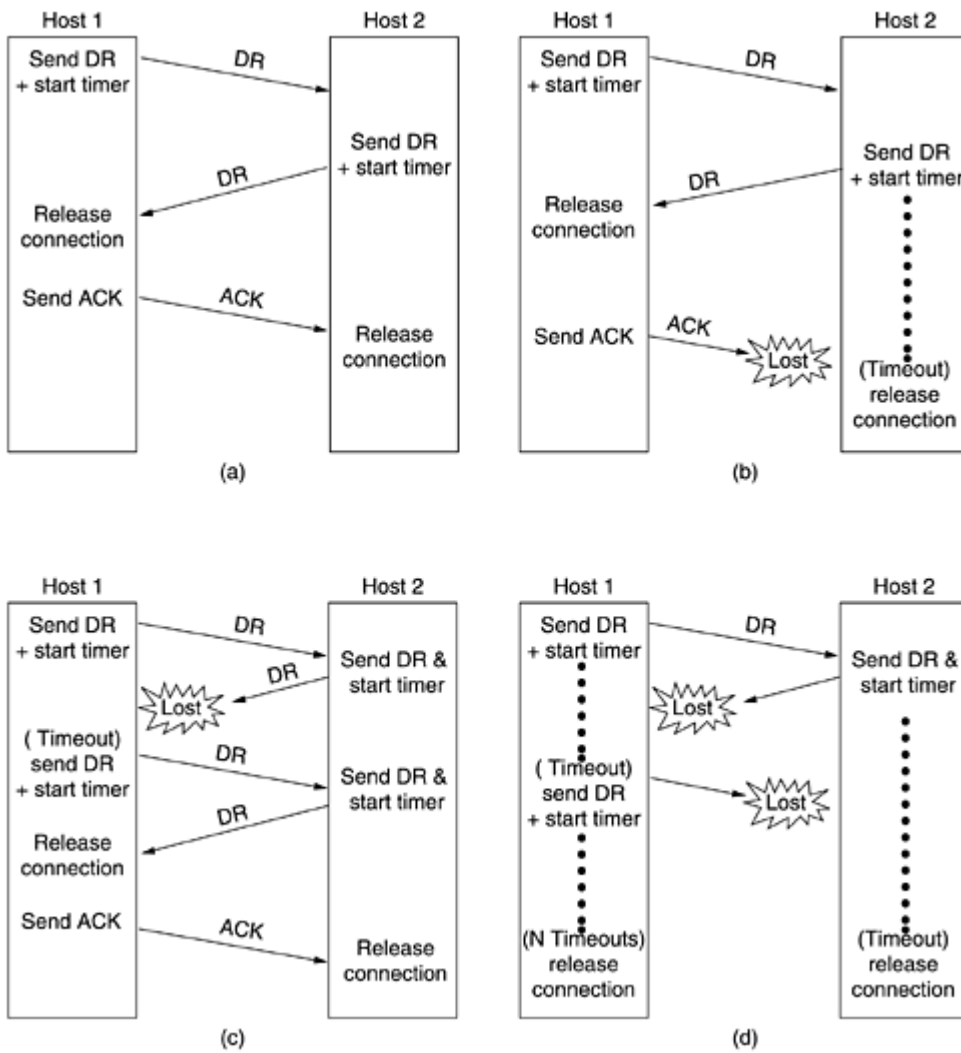 Host 1
Host 2
Send DR
+ start timer
DR
Send DR
+ start timer
DR
Release
connection
Send ACK
ACK
Release
connection
(a)
Host 1
Host 2
Send DR
+ start timer
DR
Send DR
+ start timer
DR
Release
connection
Send ACK
ACK
Lost
(Timeout)
release
connection
(b)
Host 1
Host 2
Send DR
+ start timer
DR
Send DR &
start timer
DR
Lost
( Timeout)
send DR
+ start timer
DR
Send DR &
start timer
DR
Release
connection
Send ACK
ACK
Release
connection
(c)
Host 1
Host 2
Send DR
+ start timer
DR
Send DR &
start timer
Lost
( Timeout)
send DR
+ start timer
Lost
(N Timeouts)
release
connection
(Timeout)
release
connection
(d)